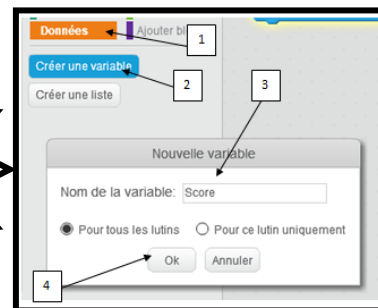 Données
Ajouter bl
1
Créer une variable
2
3
Créer une liste
Nouvelle variable
Nom de la variable: Score
Pour tous les lutins Pour ce lutin uniquement
4
Ok Annuler